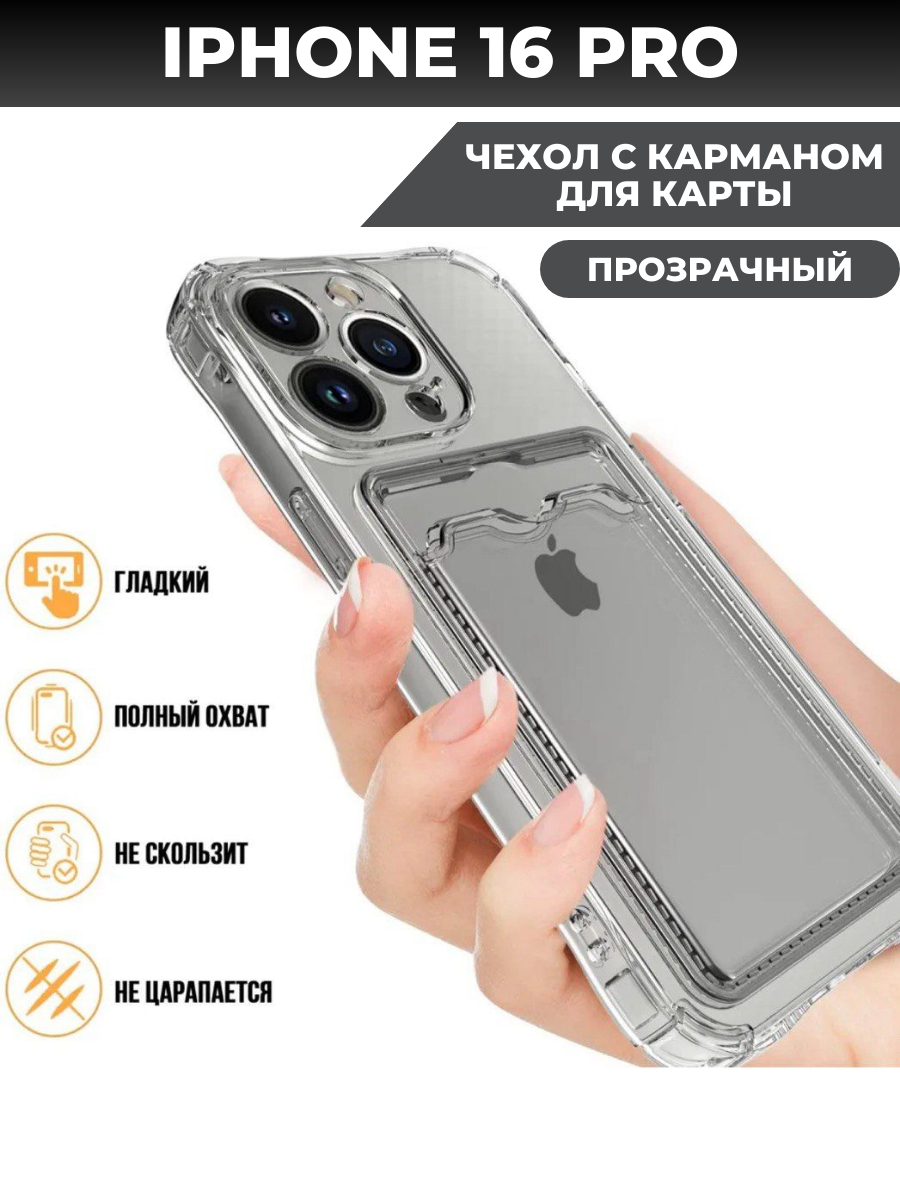 IPHONE 16 PRO
ЧЕХОЛ С КАРМАНОМ
ДЛЯ КАРТЫ
ПРОЗРАЧНЫЙ
ГЛАДКИЙ
ПОЛНЫЙ ОХВАТ
НЕ СКОЛЬЗИТ
НЕ ЦАРАПАЕТСЯ